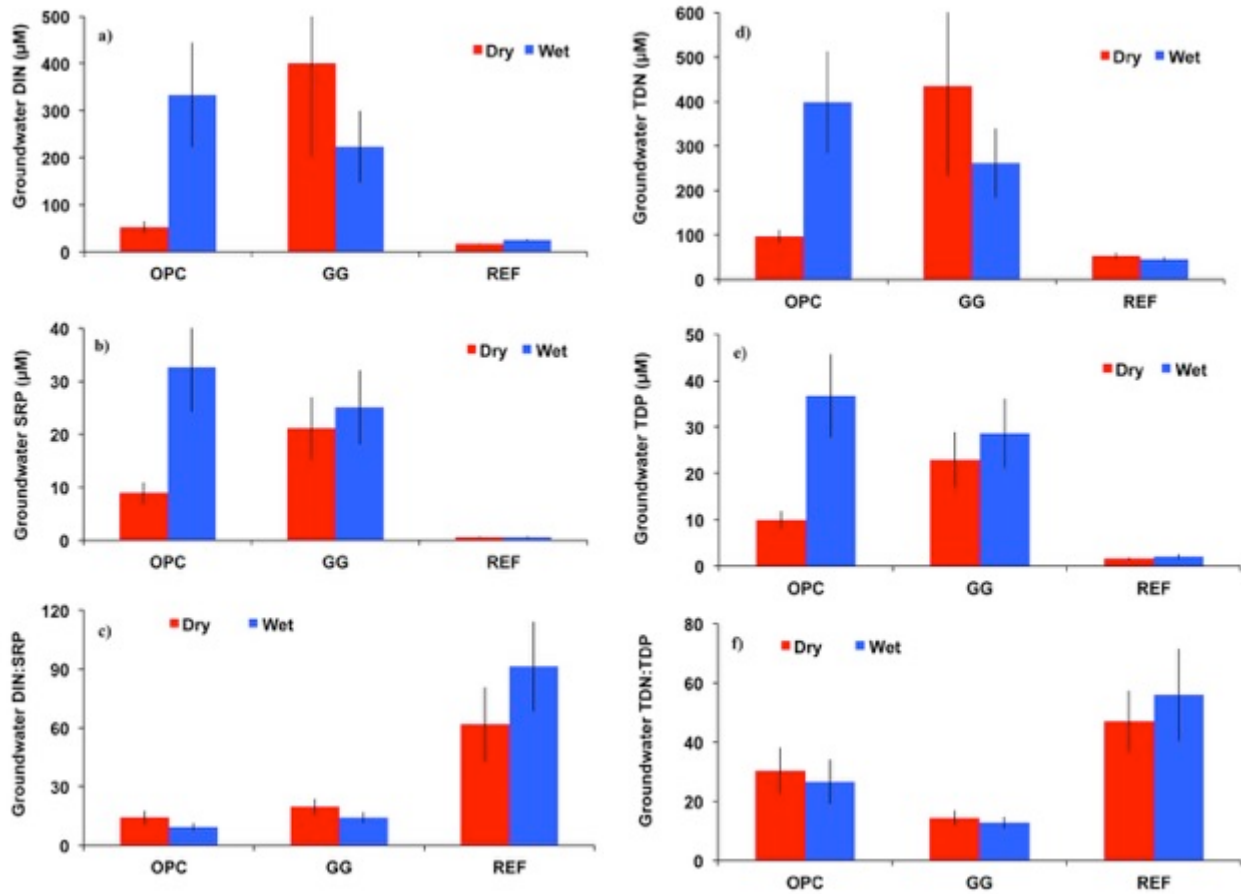 a)
Groundwater DIN (µM)
500
400
300
200
100
0
Dry Wet
OPC GG REF
d)
Groundwater TDN (µM)
600
500
400
300
200
100
0
Dry Wet
OPC GG REF
b)
Groundwater SRP (µM)
40
30
20
10
0
Dry Wet
OPC GG REF
e)
Groundwater TDP (µM)
50
40
30
20
10
0
Dry Wet
OPC GG REF
c)
Groundwater DIN:SRP
120
90
60
30
0
Dry Wet
OPC GG REF
f)
Groundwater TDN:TDP
80
60
40
20
0
Dry Wet
OPC GG REF